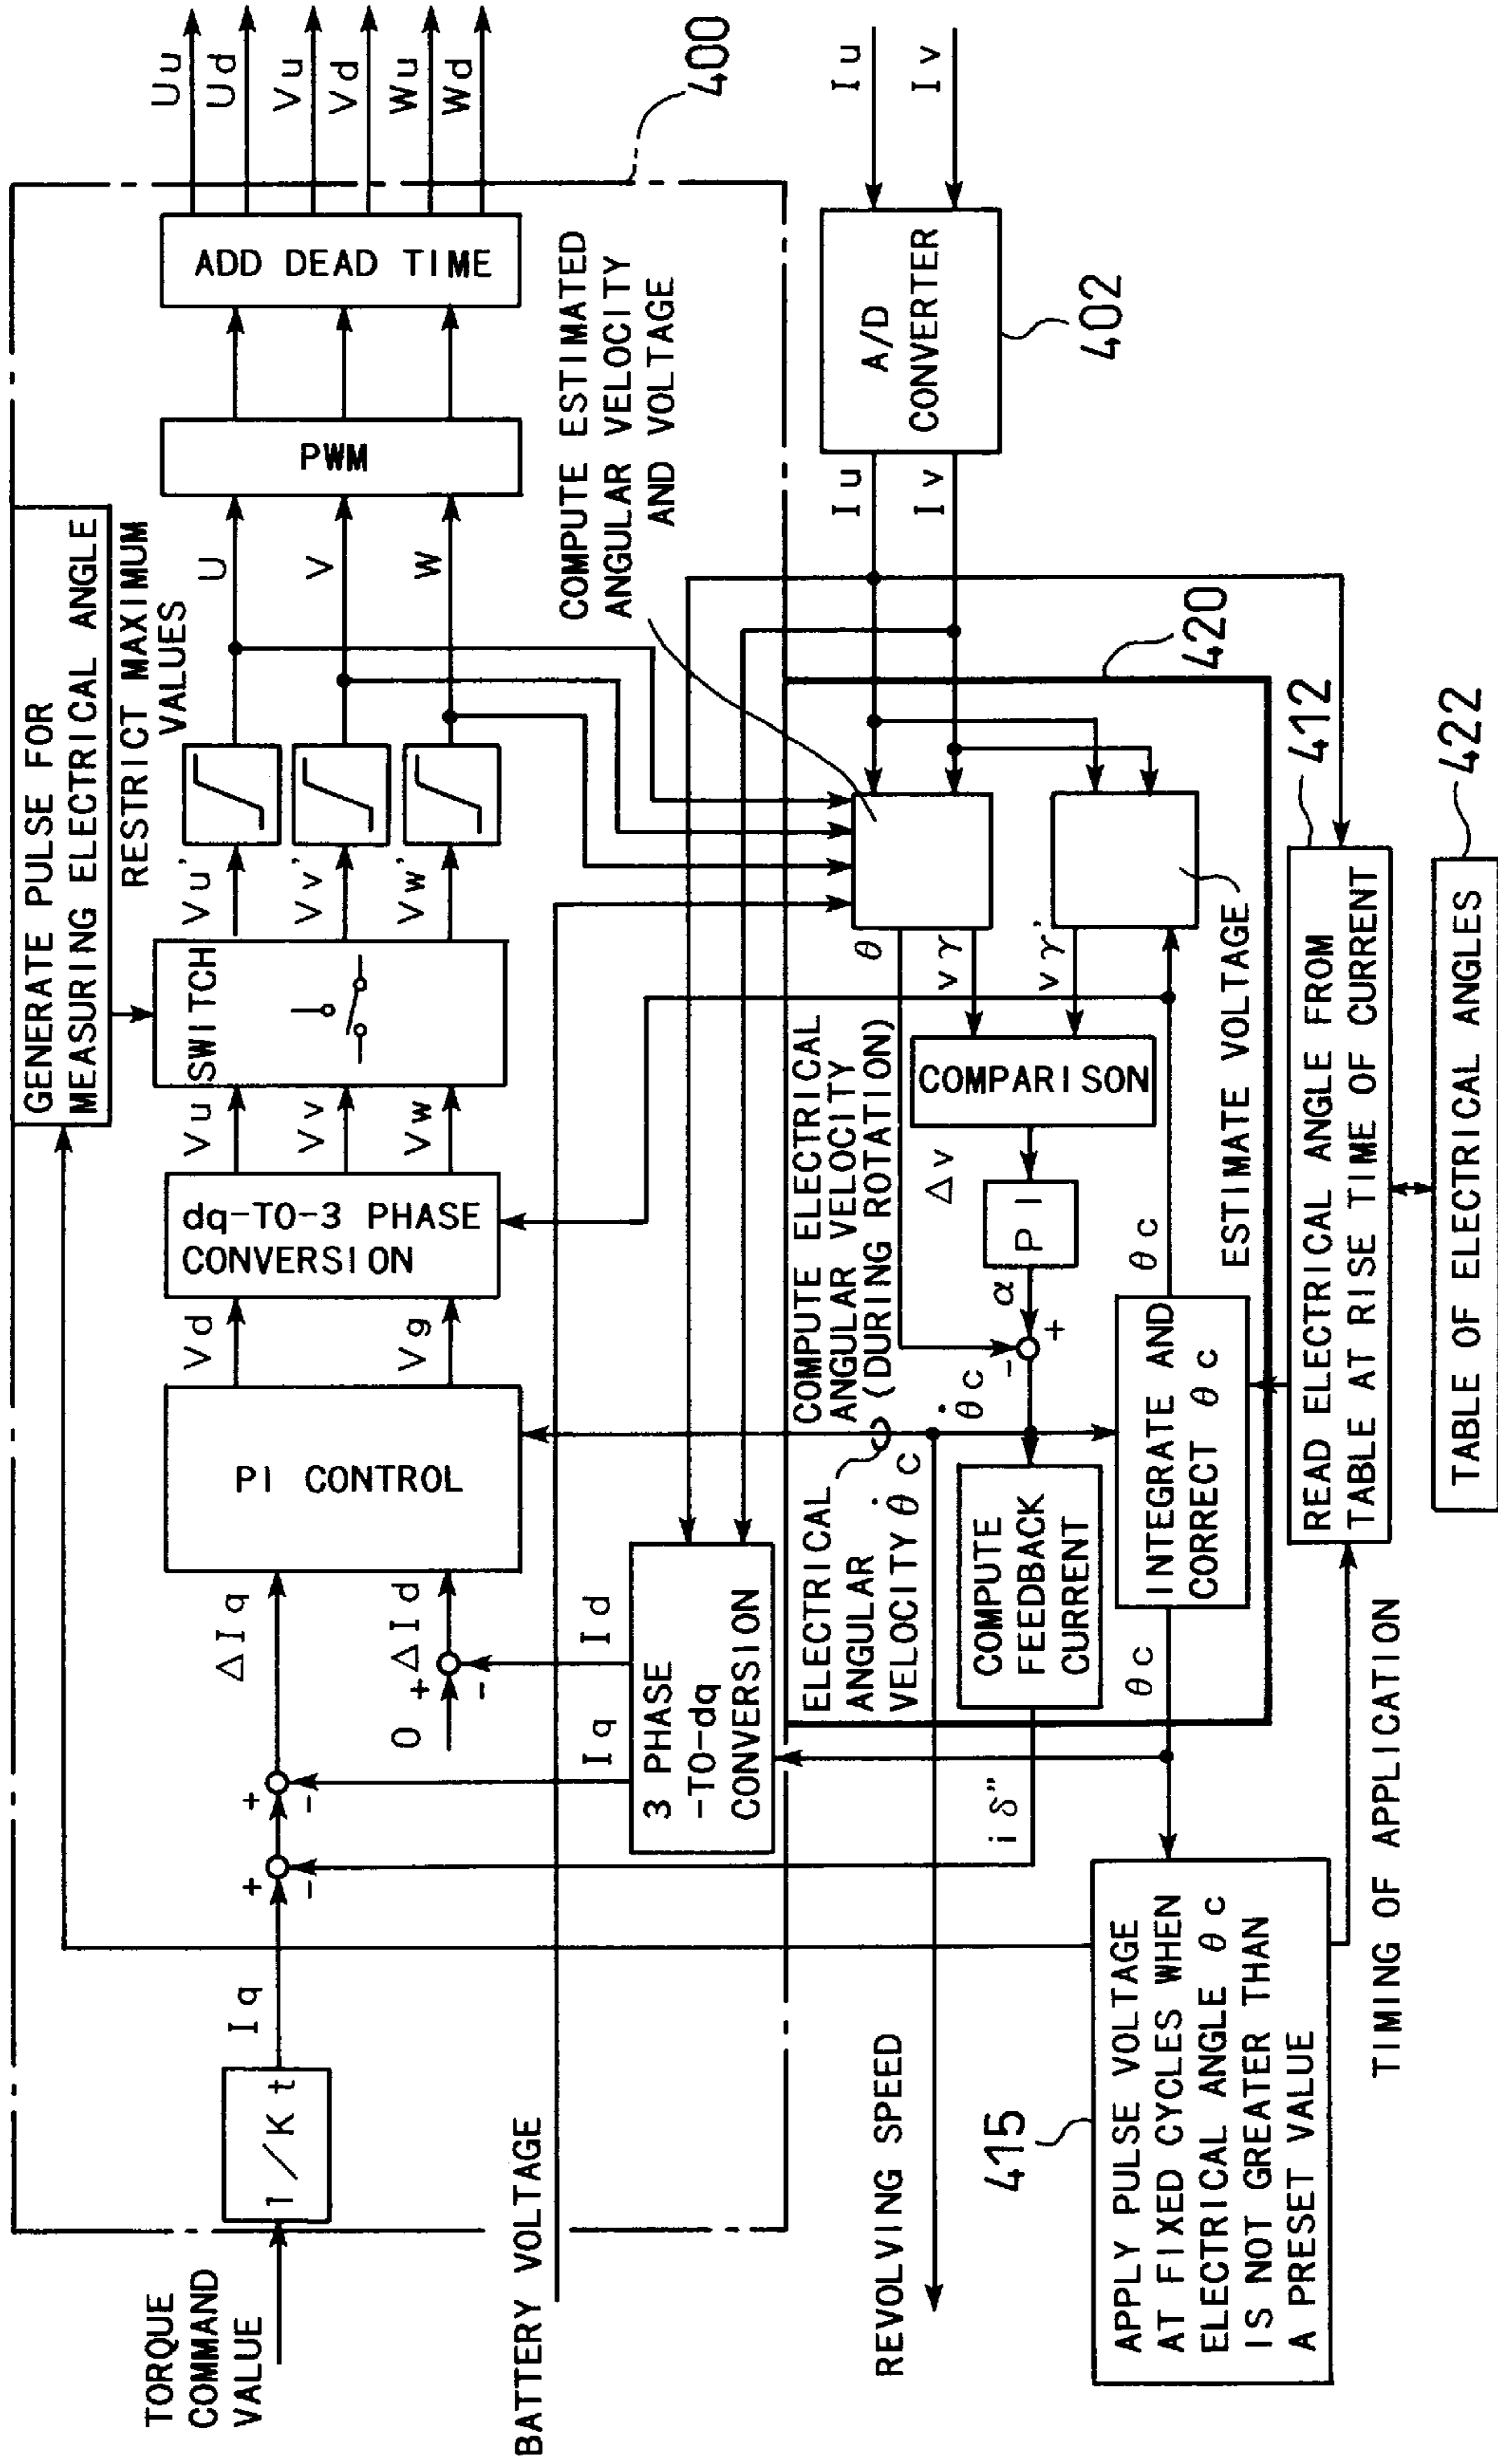 GENERATE PULSE FOR
MEASURING ELECTRICAL ANGLE
RESTRICT MAXIMUM
VALUES
TORQUE
COMMAND
VALUE
1/Kt
Iq
+
-
+
-
ΔIq
0
+
-
ΔId
PI CONTROL
Vd
Vg
dq-TO-3 PHASE
CONVERSION
Vu
Vv
Vw
SWITCH
Vu'
Vv'
Vw'
U
V
W
PWM
ADD DEAD TIME
Uu
Ud
Vu
Vd
Wu
Wd
400
BATTERY VOLTAGE
3 PHASE
-TO-dq
CONVERSION
Iq
Id
COMPUTE ESTIMATED
ANGULAR VELOCITY
AND VOLTAGE
A/D
CONVERTER
402
Iu
Iv
Iu
Iv
COMPUTE ELECTRICAL
ANGULAR VELOCITY
(DURING ROTATION)
ELECTRICAL
ANGULAR
VELOCITY θ̇c
θ̇c
REVOLVING SPEED
θ
vγ
vγ'
COMPARISON
Δv
PI
α
+
-
COMPUTE
FEEDBACK
CURRENT
iδ"
INTEGRATE AND
CORRECT θc
θc
θc
ESTIMATE VOLTAGE
420
415
APPLY PULSE VOLTAGE
AT FIXED CYCLES WHEN
ELECTRICAL ANGLE θc
IS NOT GREATER THAN
A PRESET VALUE
TIMING OF APPLICATION
READ ELECTRICAL ANGLE FROM
TABLE AT RISE TIME OF CURRENT
412
TABLE OF ELECTRICAL ANGLES
422